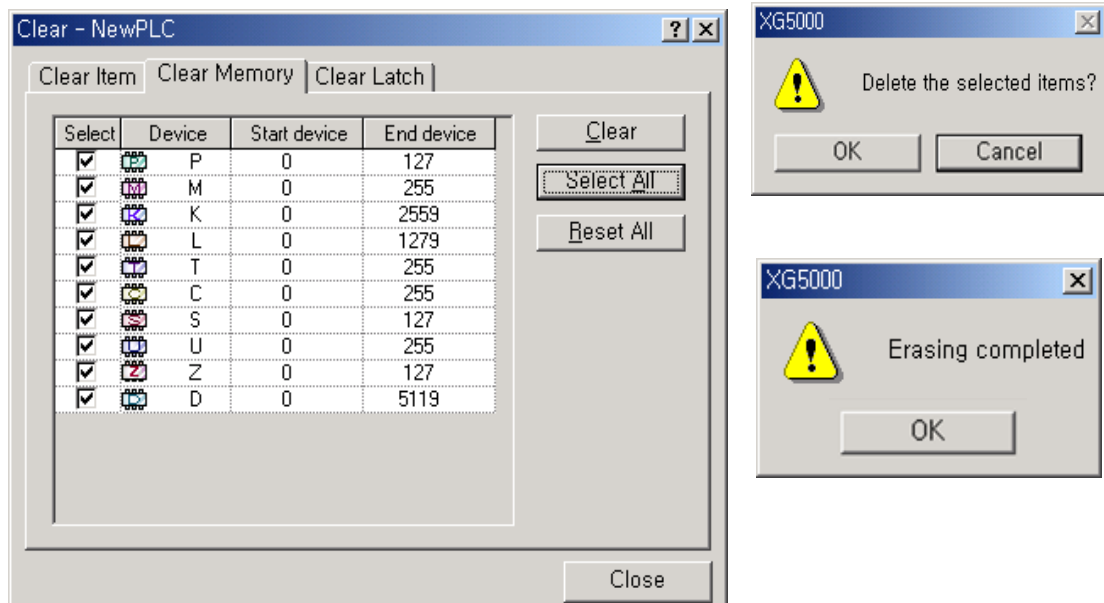 Clear - NewPLC
Clear Item Clear Memory Clear Latch
Select Device Start device End device
P P 0 127
M M 0 255
K K 0 2559
L L 0 1279
T T 0 255
C C 0 255
S S 0 127
U U 0 255
Z Z 0 127
D D 0 5119
Clear
Select All
Reset All
Close
XG5000
Delete the selected items?
OK Cancel
XG5000
Erasing completed
OK